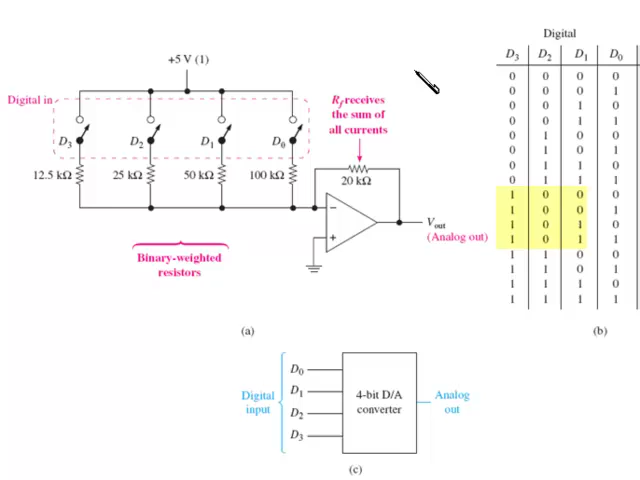 +5 V (1)
Digital in
R_f receives
the sum of
all currents
D3 D2 D1 D0
12.5 kΩ 25 kΩ 50 kΩ 100 kΩ
20 kΩ
−
+
Vout
(Analog out)
Binary-weighted
resistors
(a)
Digital
D3 D2 D1 D0
0 0 0 0
0 0 0 1
0 0 1 0
0 0 1 1
0 1 0 0
0 1 0 1
0 1 1 0
0 1 1 1
1 0 0 0
1 0 0 1
1 0 1 0
1 0 1 1
1 1 0 0
1 1 0 1
1 1 1 0
1 1 1 1
(b)
Digital
input
D0
D1
D2
D3
4-bit D/A
converter
Analog
out
(c)